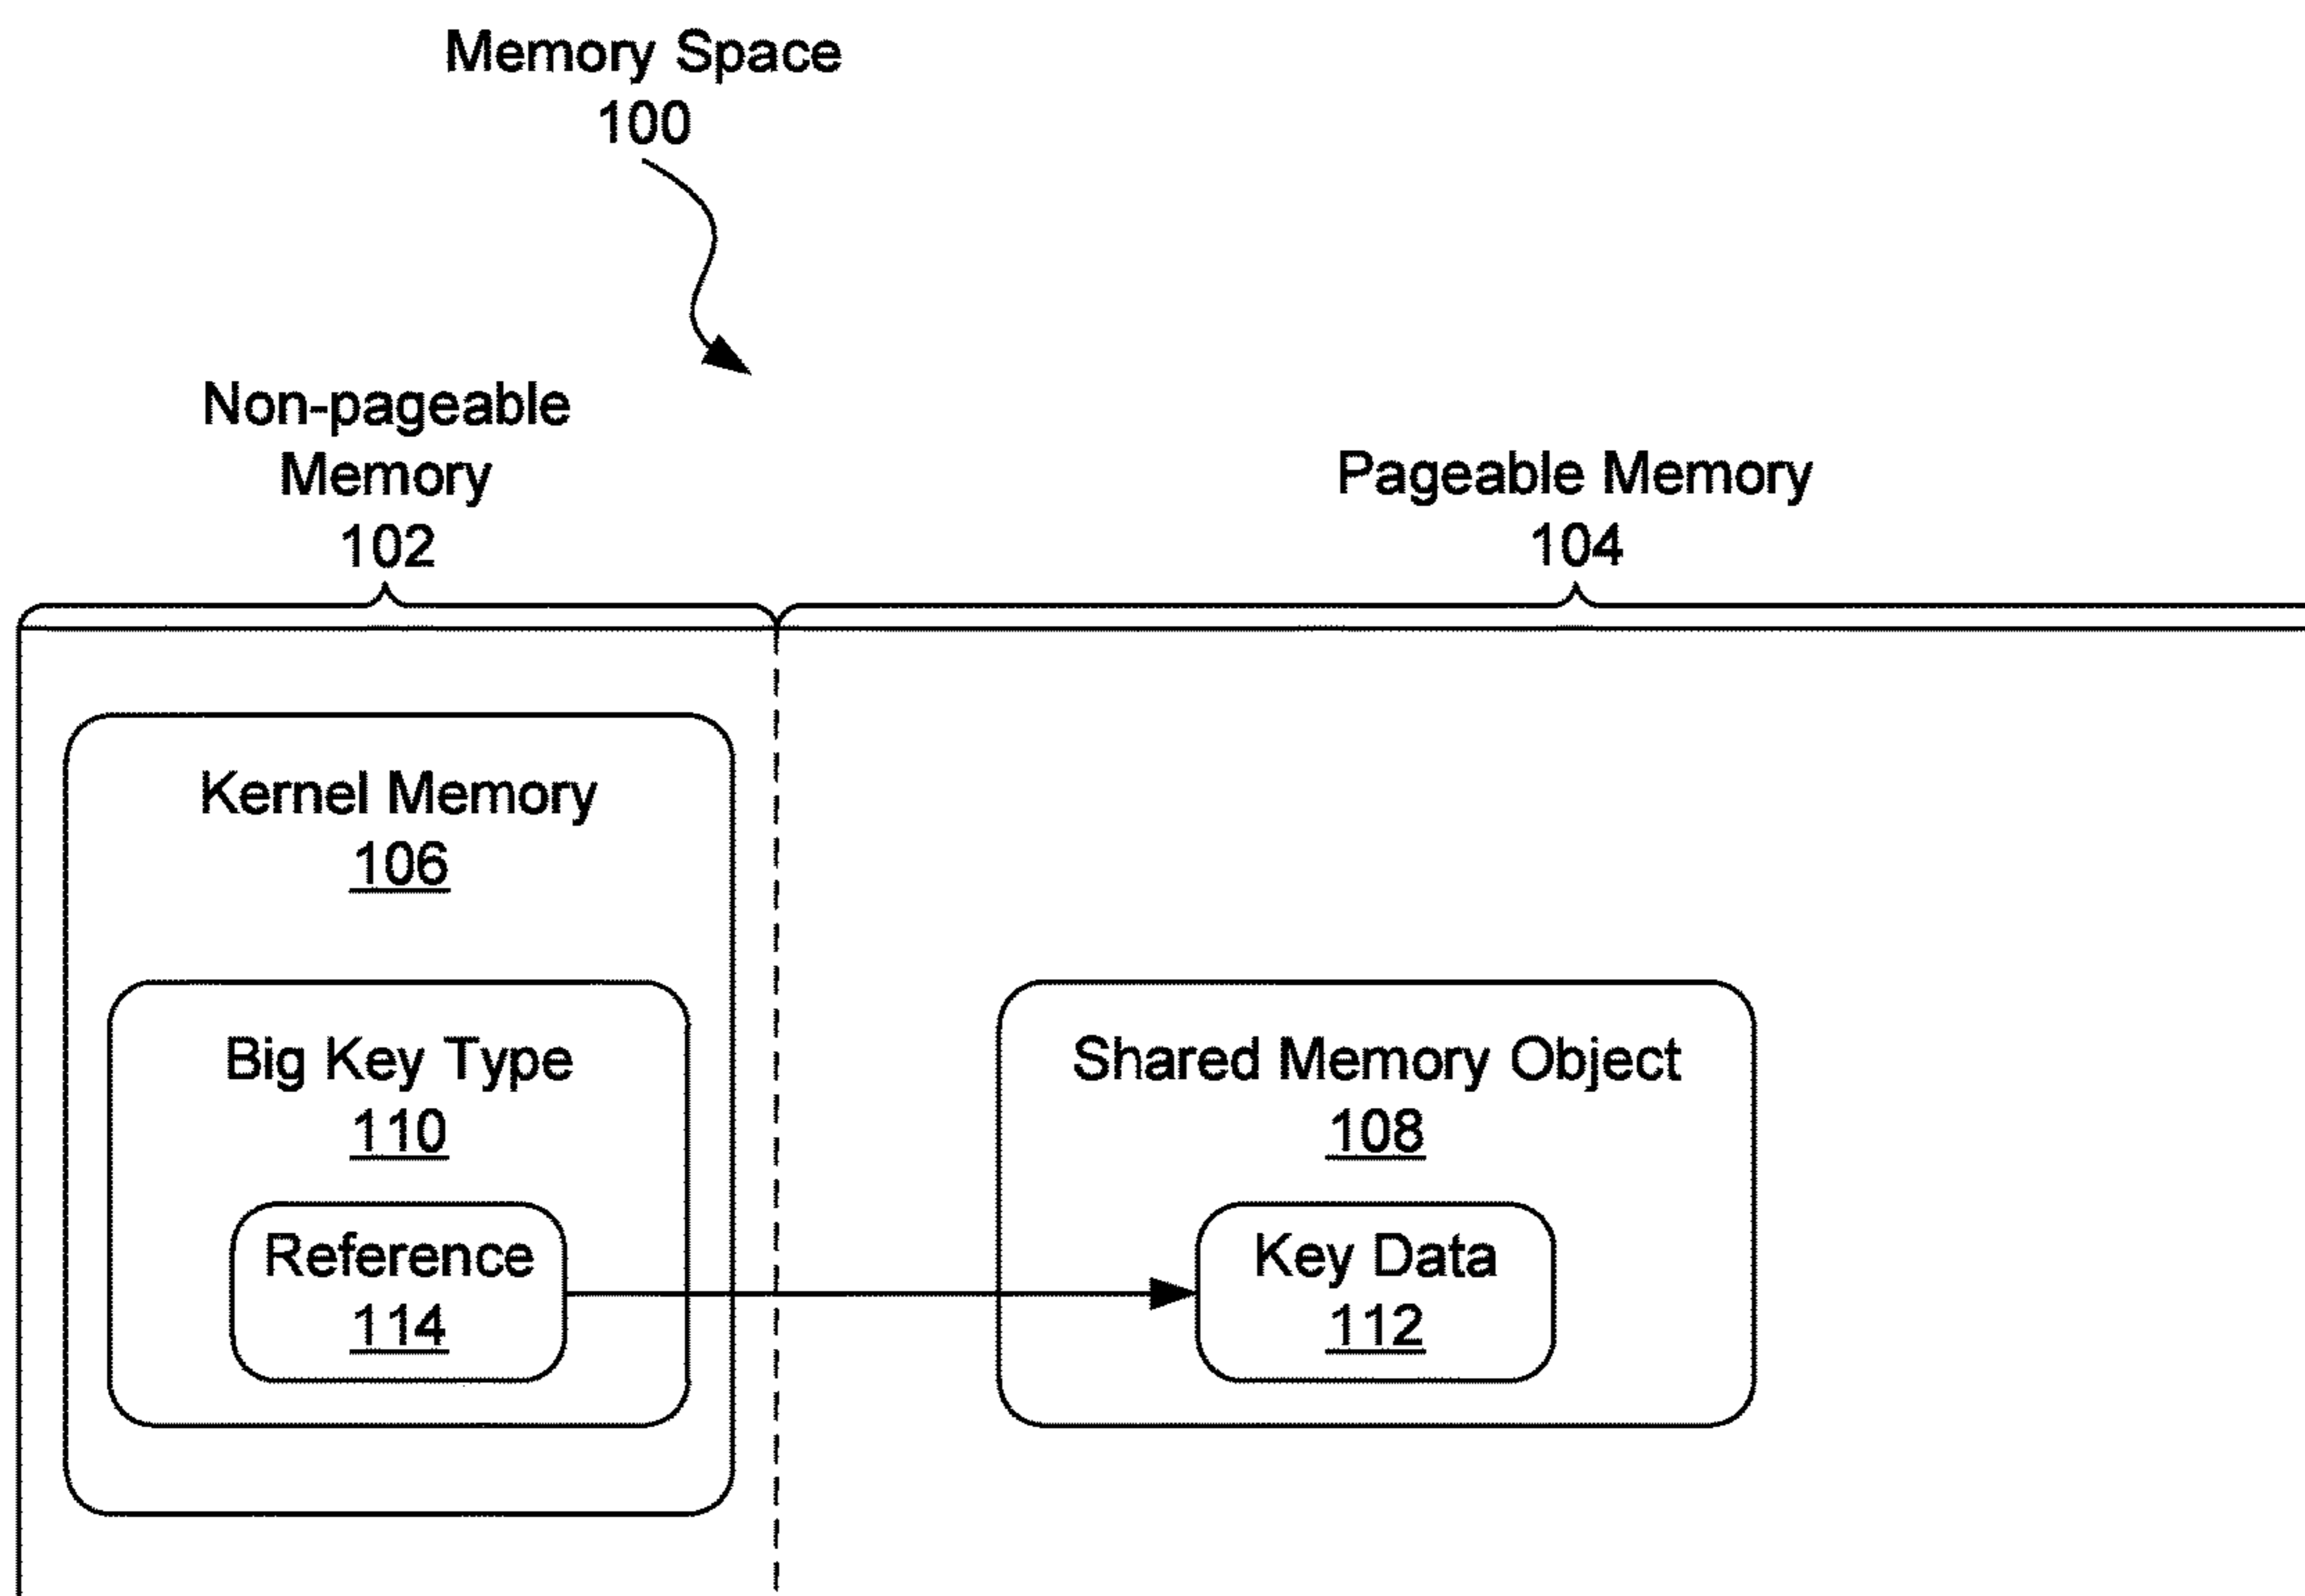 Memory Space
100
Non-pageable
Memory
102
Pageable Memory
104
Kernel Memory
106
Big Key Type
110
Reference
114
Shared Memory Object
108
Key Data
112